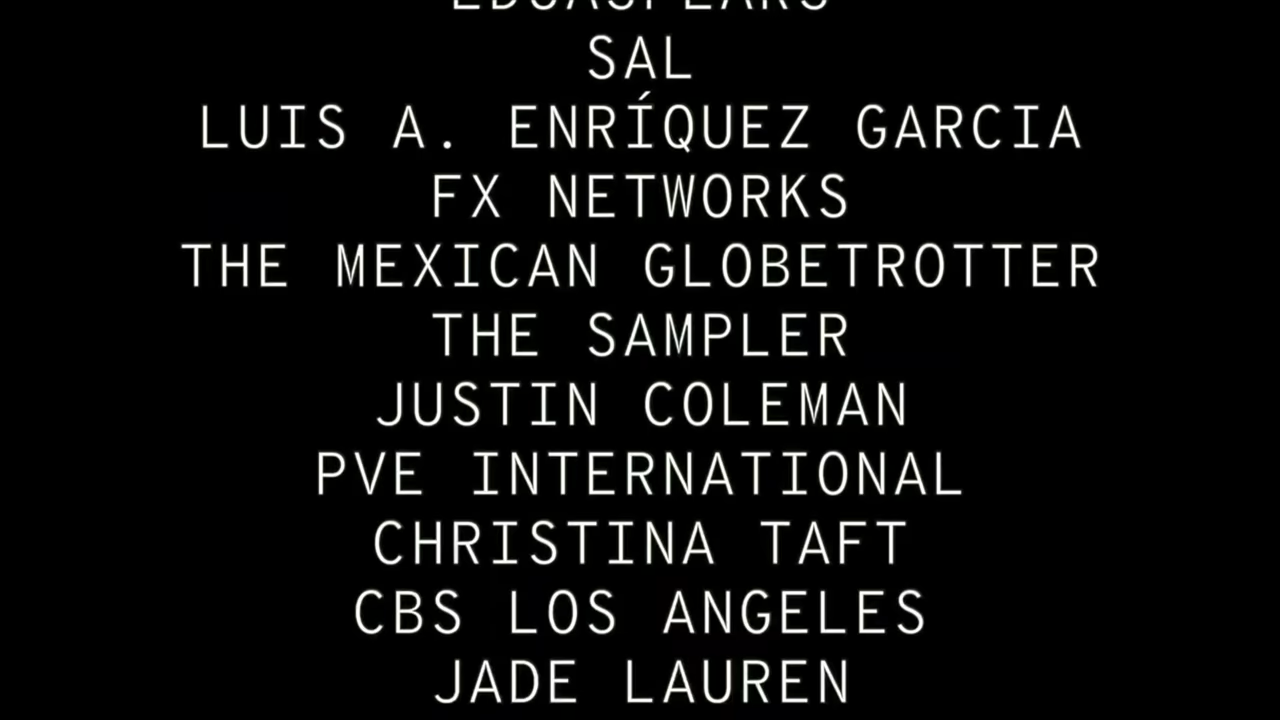 SAL
LUIS A. ENRÍQUEZ GARCIA
FX NETWORKS
THE MEXICAN GLOBETROTTER
THE SAMPLER
JUSTIN COLEMAN
PVE INTERNATIONAL
CHRISTINA TAFT
CBS LOS ANGELES
JADE LAUREN